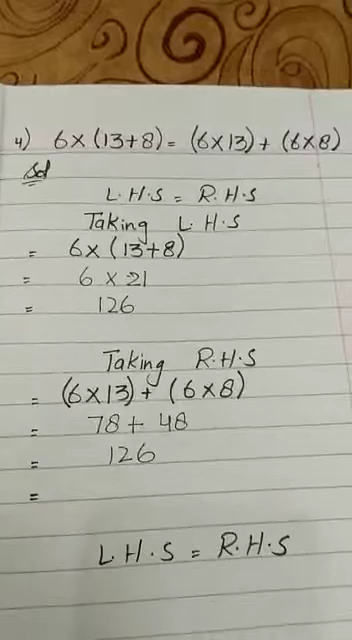 4) 6×(13+8) = (6×13) + (6×8)
Sol
L.H.S = R.H.S
Taking L.H.S
= 6×(13+8)
= 6 × 21
= 126
Taking R.H.S
= (6×13) + (6×8)
= 78 + 48
= 126
=
L.H.S = R.H.S